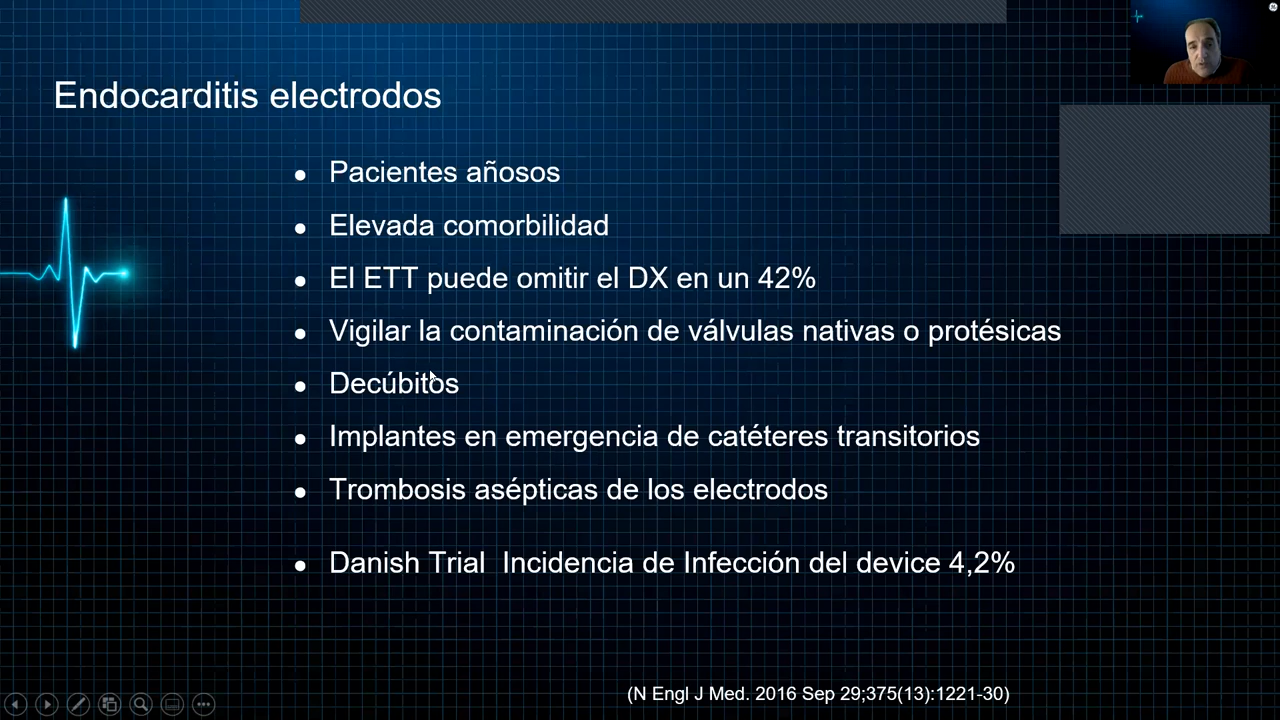 Endocarditis electrodos
● Pacientes añosos
● Elevada comorbilidad
● El ETT puede omitir el DX en un 42%
● Vigilar la contaminación de válvulas nativas o protésicas
● Decúbitos
● Implantes en emergencia de catéteres transitorios
● Trombosis asépticas de los electrodos
● Danish Trial  Incidencia de Infección del device 4,2%
(N Engl J Med. 2016 Sep 29;375(13):1221-30)